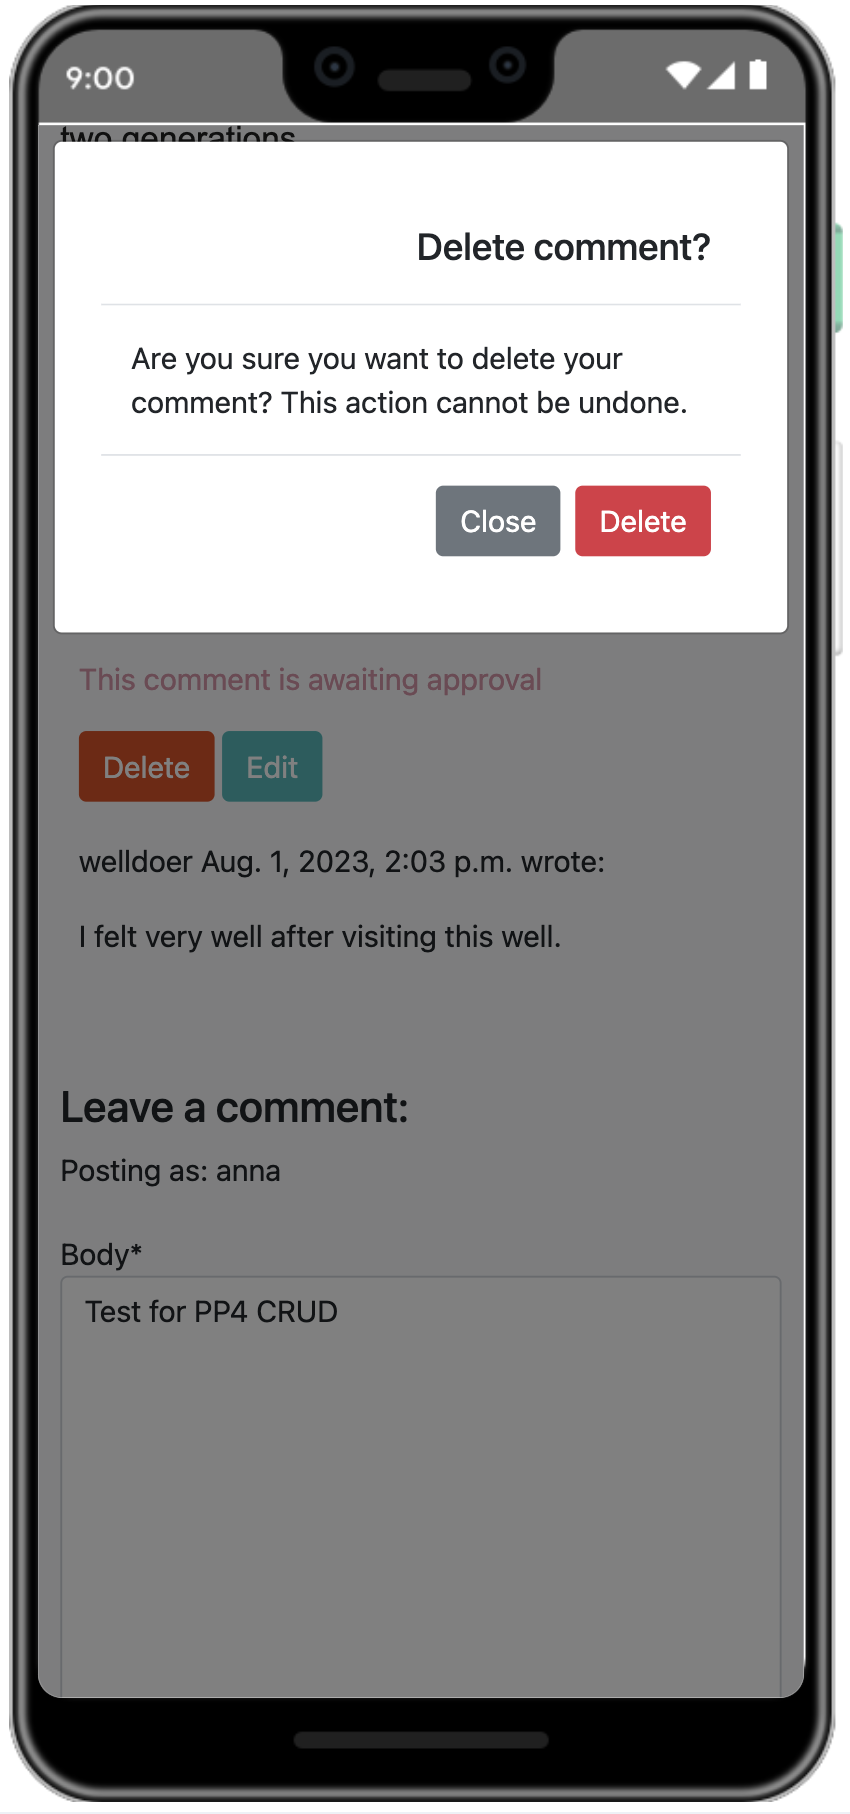 9:00
two generations
Delete comment?
Are you sure you want to delete your
comment? This action cannot be undone.
Close Delete
This comment is awaiting approval
Delete Edit
welldoer Aug. 1, 2023, 2:03 p.m. wrote:
I felt very well after visiting this well.
Leave a comment:
Posting as: anna
Body*
Test for PP4 CRUD